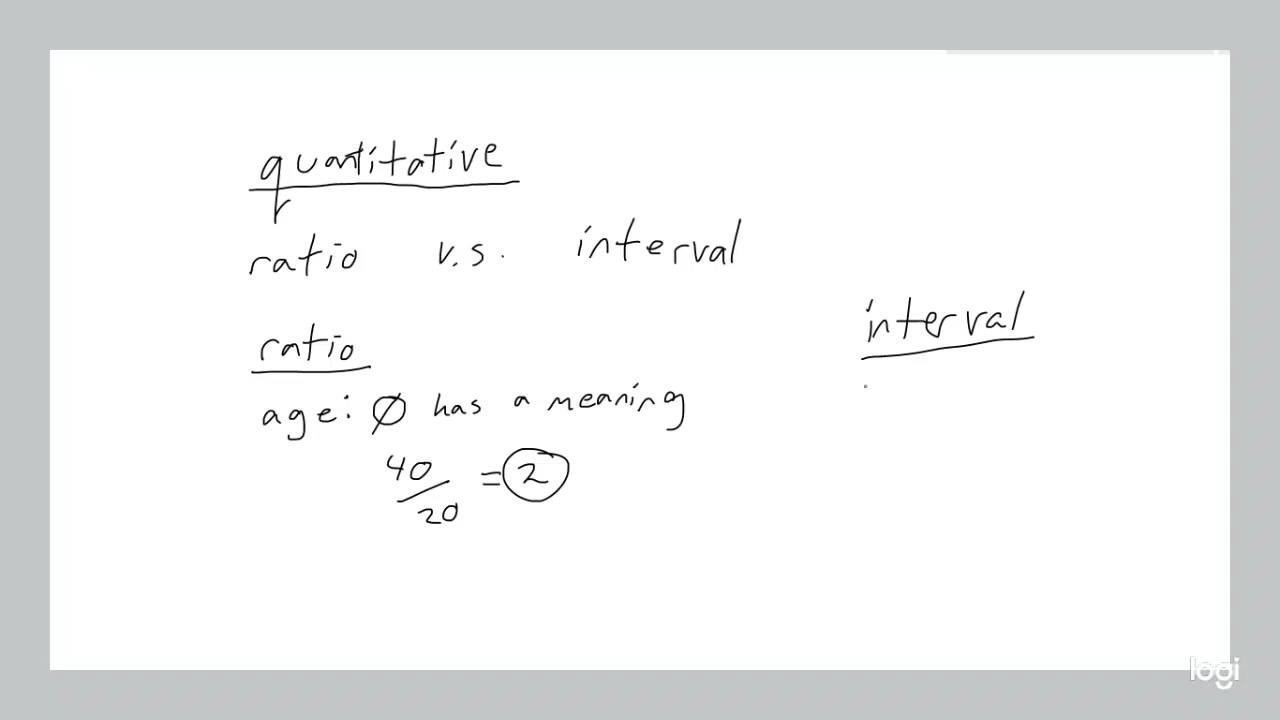 quantitative
ratio v.s. interval
ratio
age: Ø has a meaning
40/20 = 2
interval
logi